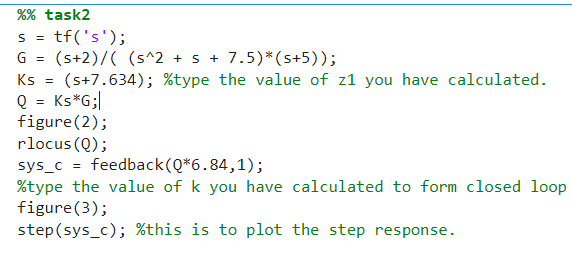 %% task2
s = tf('s');
G = (s+2)/( (s^2 + s + 7.5)*(s+5));
Ks = (s+7.634); %type the value of z1 you have calculated.
Q = Ks*G;
figure(2);
rlocus(Q);
sys_c = feedback(Q*6.84,1);
%type the value of k you have calculated to form closed loop
figure(3);
step(sys_c); %this is to plot the step response.